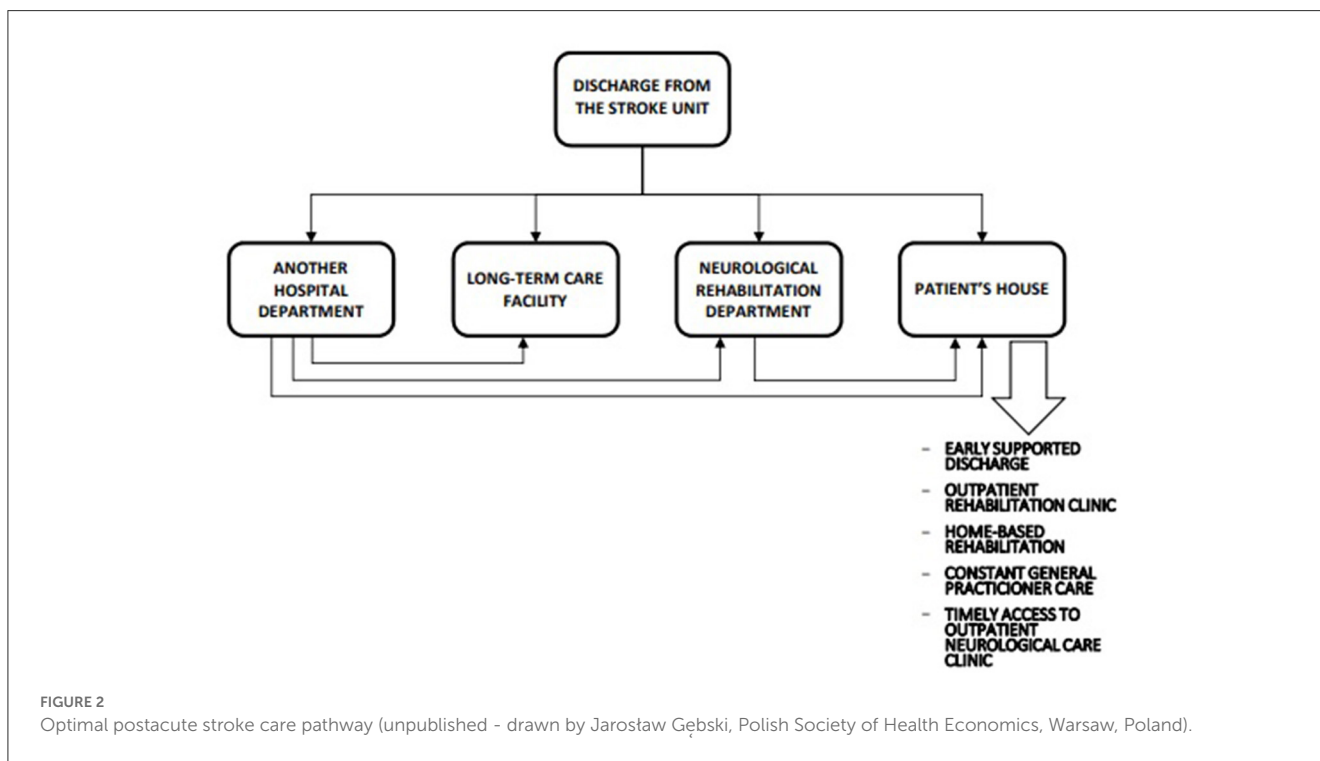 DISCHARGE FROM
THE STROKE UNIT
ANOTHER
HOSPITAL
DEPARTMENT
LONG-TERM CARE
FACILITY
NEUROLOGICAL
REHABILITATION
DEPARTMENT
PATIENT'S HOUSE
- EARLY SUPPORTED
DISCHARGE
- OUTPATIENT
REHABILITATION CLINIC
- HOME-BASED
REHABILITATION
- CONSTANT GENERAL
PRACTICIONER CARE
- TIMELY ACCESS TO
OUTPATIENT
NEUROLOGICAL CARE
CLINIC
FIGURE 2
Optimal postacute stroke care pathway (unpublished - drawn by Jarosław Gębski, Polish Society of Health Economics, Warsaw, Poland).